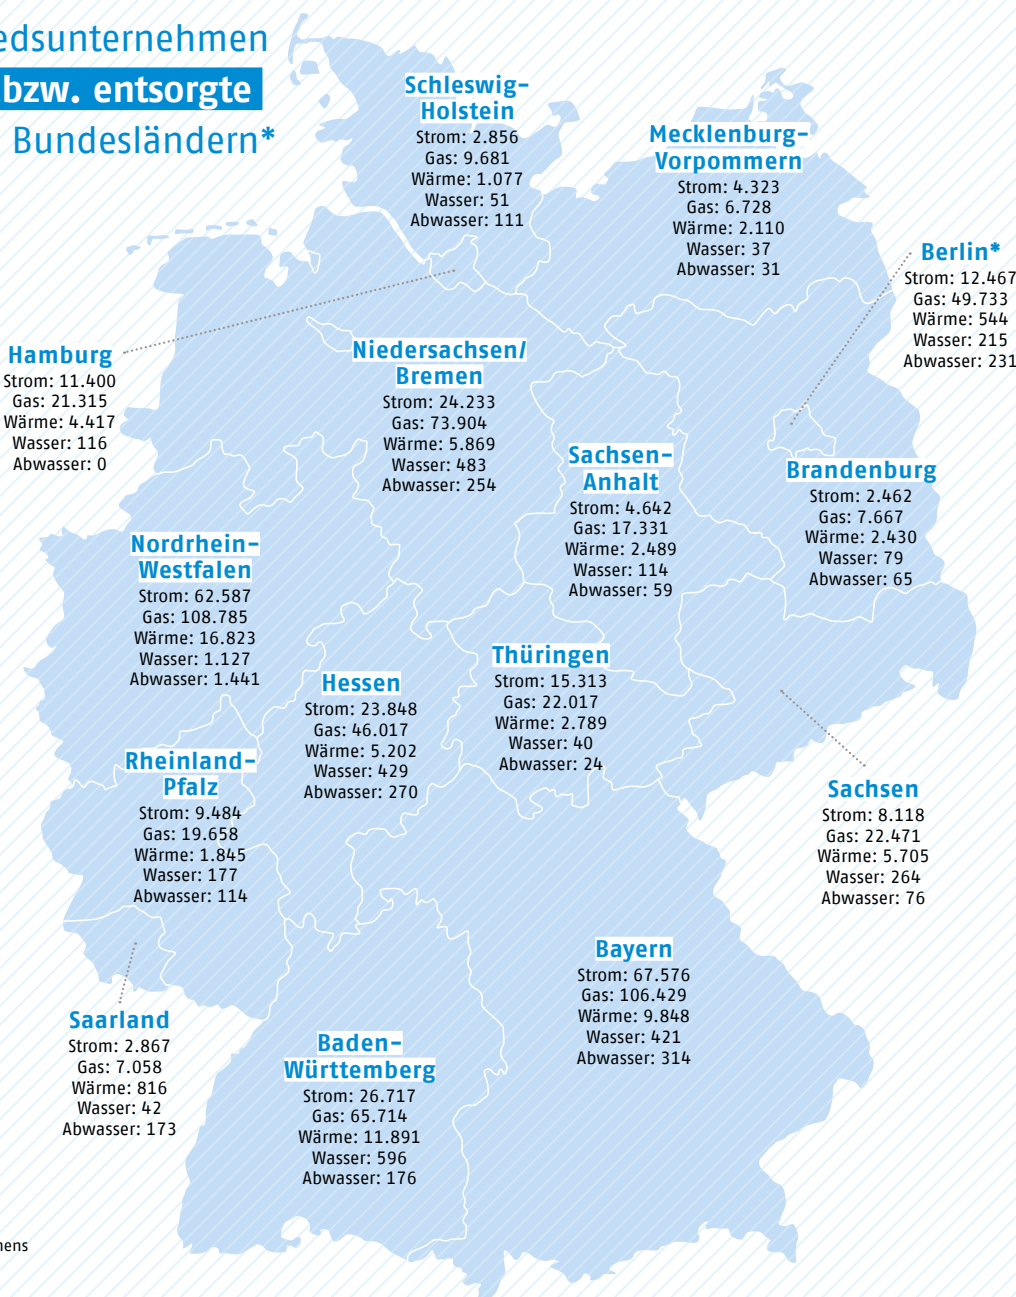 edsunternehmen
bzw. entsorgte
Bundesländern*
Schleswig-
Holstein
Strom: 2.856
Gas: 9.681
Wärme: 1.077
Wasser: 51
Abwasser: 111
Mecklenburg-
Vorpommern
Strom: 4.323
Gas: 6.728
Wärme: 2.110
Wasser: 37
Abwasser: 31
Berlin*
Strom: 12.467
Gas: 49.733
Wärme: 544
Wasser: 215
Abwasser: 231
Hamburg
Strom: 11.400
Gas: 21.315
Wärme: 4.417
Wasser: 116
Abwasser: 0
Niedersachsen/
Bremen
Strom: 24.233
Gas: 73.904
Wärme: 5.869
Wasser: 483
Abwasser: 254
Sachsen-
Anhalt
Strom: 4.642
Gas: 17.331
Wärme: 2.489
Wasser: 114
Abwasser: 59
Brandenburg
Strom: 2.462
Gas: 7.667
Wärme: 2.430
Wasser: 79
Abwasser: 65
Nordrhein-
Westfalen
Strom: 62.587
Gas: 108.785
Wärme: 16.823
Wasser: 1.127
Abwasser: 1.441
Hessen
Strom: 23.848
Gas: 46.017
Wärme: 5.202
Wasser: 429
Abwasser: 270
Thüringen
Strom: 15.313
Gas: 22.017
Wärme: 2.789
Wasser: 40
Abwasser: 24
Rheinland-
Pfalz
Strom: 9.484
Gas: 19.658
Wärme: 1.845
Wasser: 177
Abwasser: 114
Sachsen
Strom: 8.118
Gas: 22.471
Wärme: 5.705
Wasser: 264
Abwasser: 76
Bayern
Strom: 67.576
Gas: 106.429
Wärme: 9.848
Wasser: 421
Abwasser: 314
Saarland
Strom: 2.867
Gas: 7.058
Wärme: 816
Wasser: 42
Abwasser: 173
Baden-
Württemberg
Strom: 26.717
Gas: 65.714
Wärme: 11.891
Wasser: 596
Abwasser: 176
nens